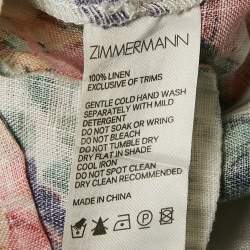 ZIMMERMANN
100% LINEN
EXCLUSIVE OF TRIMS
GENTLE COLD HAND WASH
SEPARATELY WITH MILD
DETERGENT
DO NOT SOAK OR WRING
DO NOT BLEACH
DO NOT TUMBLE DRY
DRY FLAT IN SHADE
COOL IRON
DO NOT SPOT CLEAN
DRY CLEAN RECOMMENDED
MADE IN CHINA
P